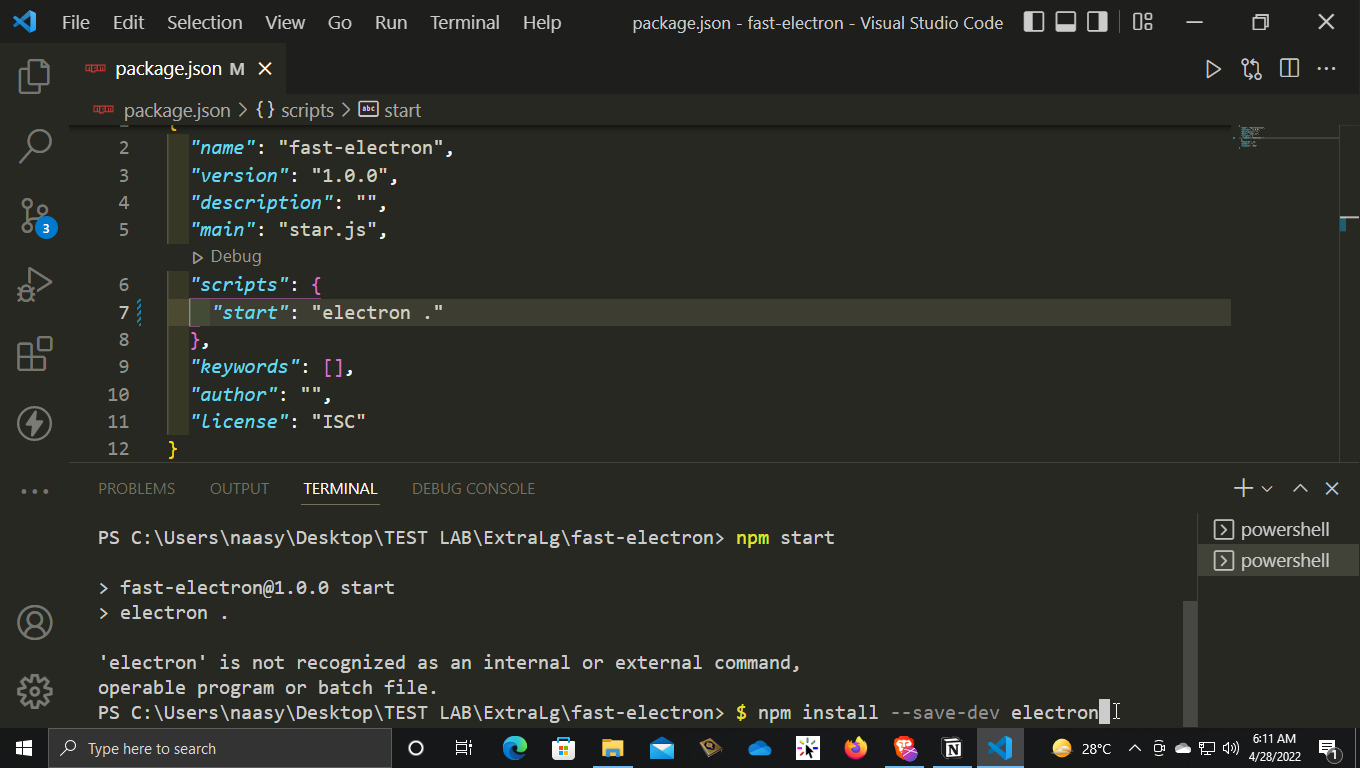 File Edit Selection View Go Run Terminal Help package.json - fast-electron - Visual Studio Code
package.json M
package.json > {} scripts > abc start
{
2 "name": "fast-electron",
3 "version": "1.0.0",
4 "description": "",
5 "main": "star.js",
Debug
6 "scripts": {
7 "start": "electron ."
8 },
9 "keywords": [],
10 "author": "",
11 "license": "ISC"
12 }
3
PROBLEMS OUTPUT TERMINAL DEBUG CONSOLE
PS C:\Users\naasy\Desktop\TEST LAB\ExtraLg\fast-electron> npm start
> fast-electron@1.0.0 start
> electron .
'electron' is not recognized as an internal or external command,
operable program or batch file.
PS C:\Users\naasy\Desktop\TEST LAB\ExtraLg\fast-electron> $ npm install --save-dev electron
powershell
powershell
Type here to search
28°C
6:11 AM
4/28/2022
1